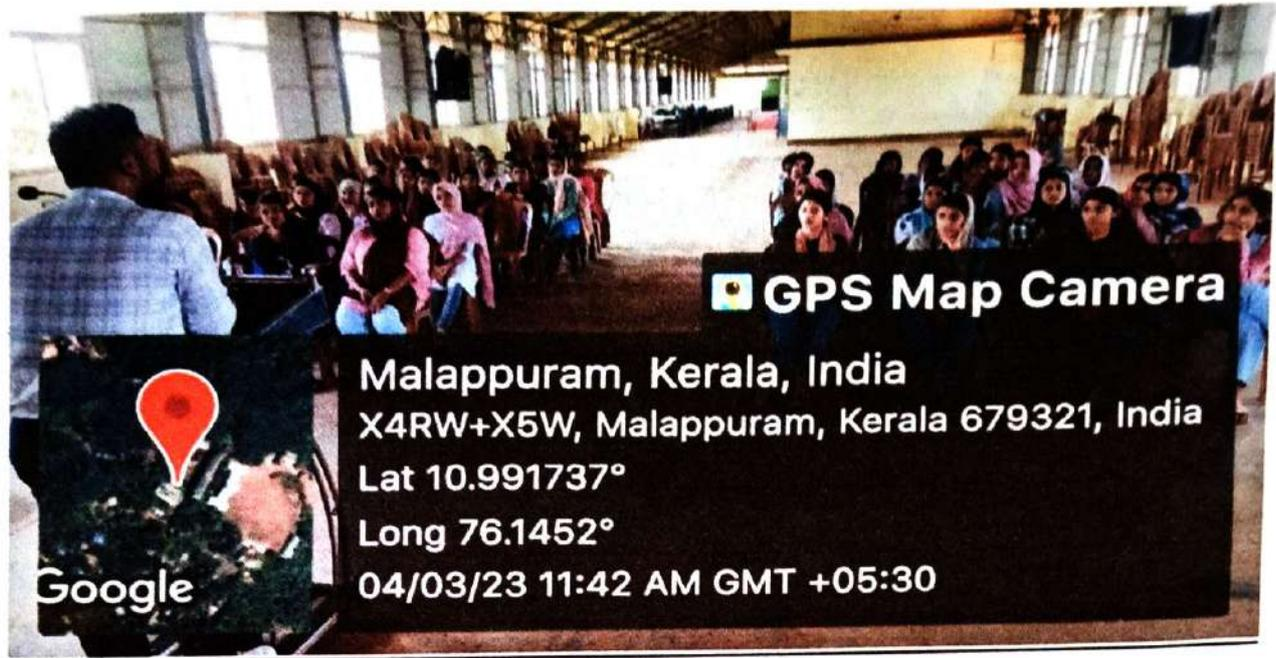 GPS Map Camera
Malappuram, Kerala, India
X4RW+X5W, Malappuram, Kerala 679321, India
Lat 10.991737°
Long 76.1452°
04/03/23 11:42 AM GMT +05:30
Google